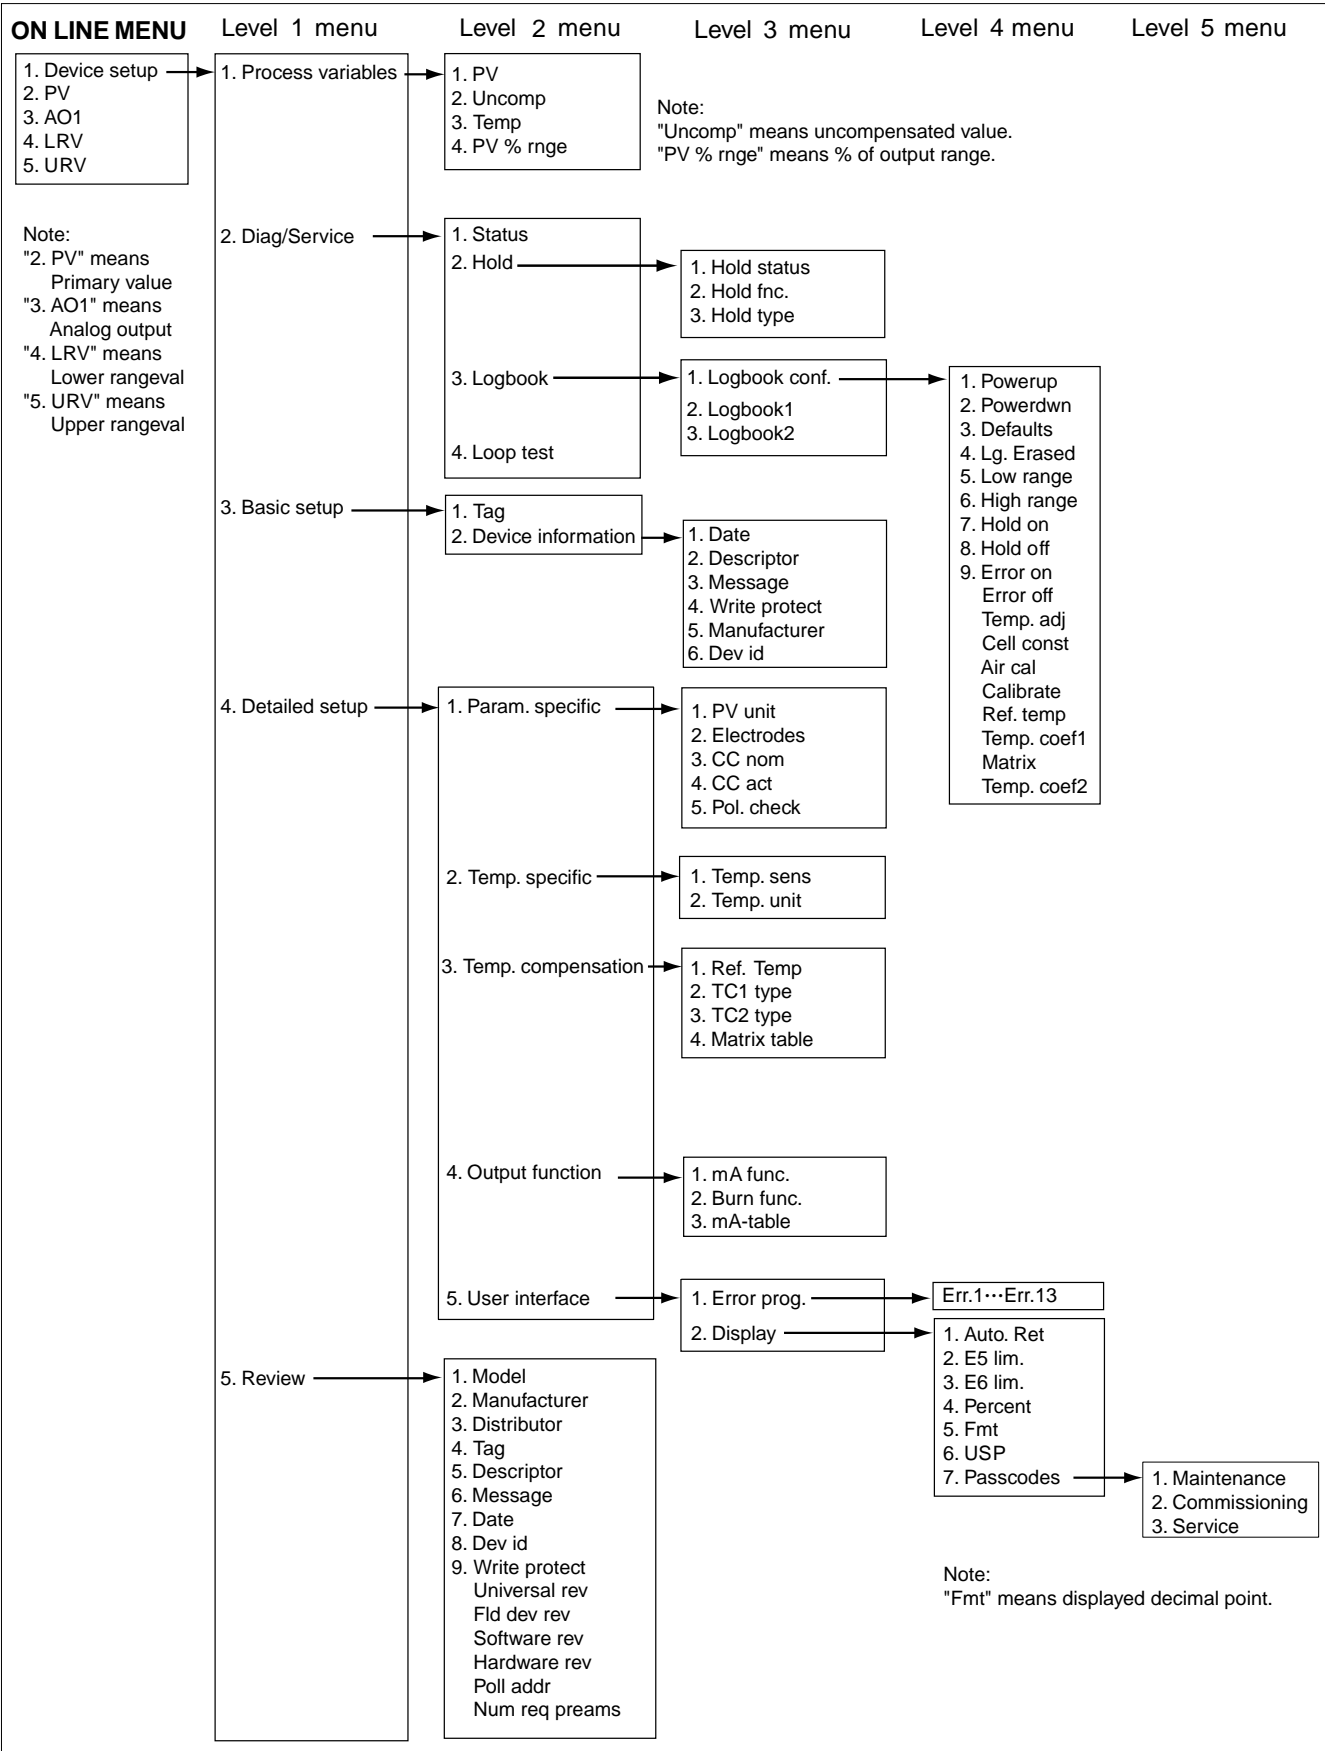 ON LINE MENU
Level 1 menu
Level 2 menu
Level 3 menu
Level 4 menu
Level 5 menu
1. Device setup
2. PV
3. AO1
4. LRV
5. URV
Note:
"2. PV" means
Primary value
"3. AO1" means
Analog output
"4. LRV" means
Lower rangeval
"5. URV" means
Upper rangeval
1. Process variables
2. Diag/Service
3. Basic setup
4. Detailed setup
5. Review
1. PV
2. Uncomp
3. Temp
4. PV % rnge
Note:
"Uncomp" means uncompensated value.
"PV % rnge" means % of output range.
1. Status
2. Hold
3. Logbook
4. Loop test
1. Hold status
2. Hold fnc.
3. Hold type
1. Logbook conf.
2. Logbook1
3. Logbook2
1. Powerup
2. Powerdwn
3. Defaults
4. Lg. Erased
5. Low range
6. High range
7. Hold on
8. Hold off
9. Error on
Error off
Temp. adj
Cell const
Air cal
Calibrate
Ref. temp
Temp. coef1
Matrix
Temp. coef2
1. Tag
2. Device information
1. Date
2. Descriptor
3. Message
4. Write protect
5. Manufacturer
6. Dev id
1. Param. specific
2. Temp. specific
3. Temp. compensation
4. Output function
5. User interface
1. PV unit
2. Electrodes
3. CC nom
4. CC act
5. Pol. check
1. Temp. sens
2. Temp. unit
1. Ref. Temp
2. TC1 type
3. TC2 type
4. Matrix table
1. mA func.
2. Burn func.
3. mA-table
1. Error prog.
2. Display
Err.1···Err.13
1. Auto. Ret
2. E5 lim.
3. E6 lim.
4. Percent
5. Fmt
6. USP
7. Passcodes
1. Maintenance
2. Commissioning
3. Service
Note:
"Fmt" means displayed decimal point.
1. Model
2. Manufacturer
3. Distributor
4. Tag
5. Descriptor
6. Message
7. Date
8. Dev id
9. Write protect
Universal rev
Fld dev rev
Software rev
Hardware rev
Poll addr
Num req preams